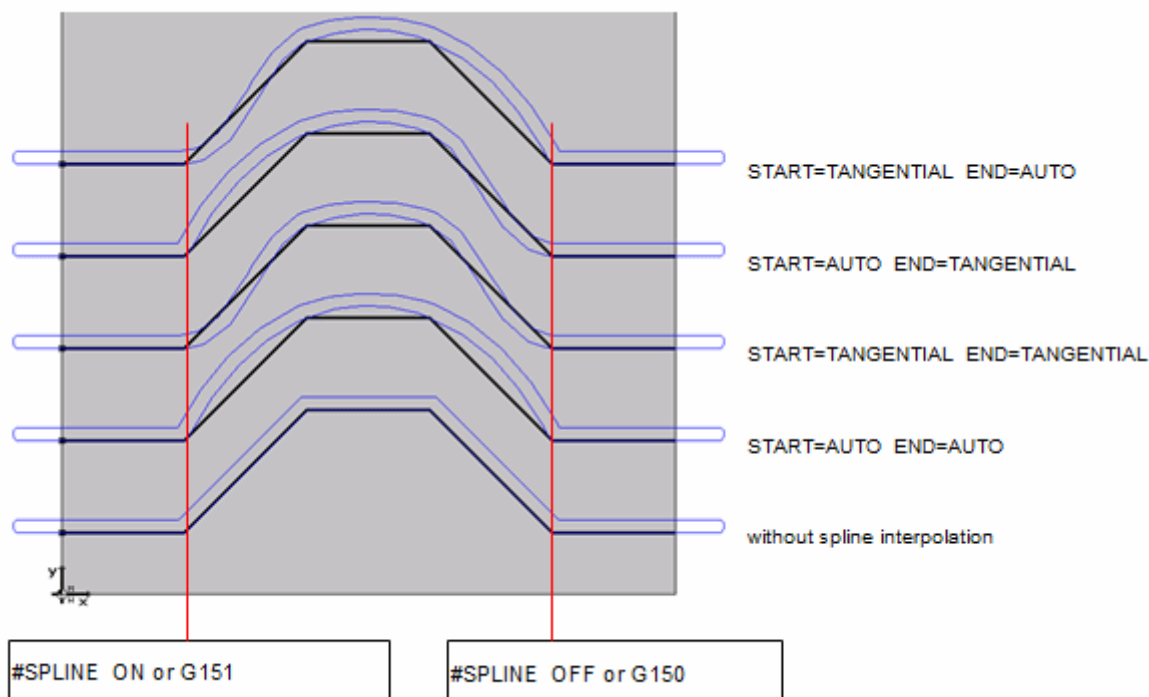 START=TANGENTIAL END=AUTO
START=AUTO END=TANGENTIAL
START=TANGENTIAL END=TANGENTIAL
START=AUTO END=AUTO
without spline interpolation
y
x
#SPLINE ON or G151
#SPLINE OFF or G150